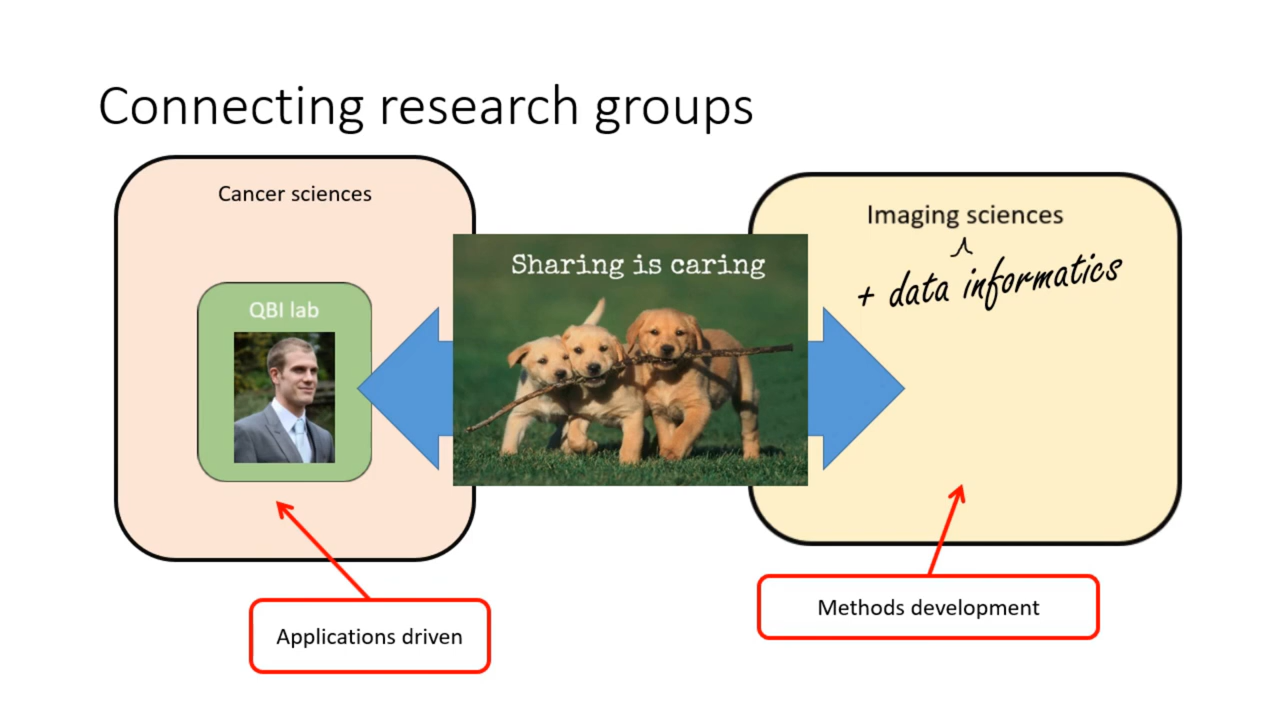 Connecting research groups
Cancer sciences
QBI lab
Sharing is caring
Imaging sciences
+ data informatics
Applications driven
Methods development